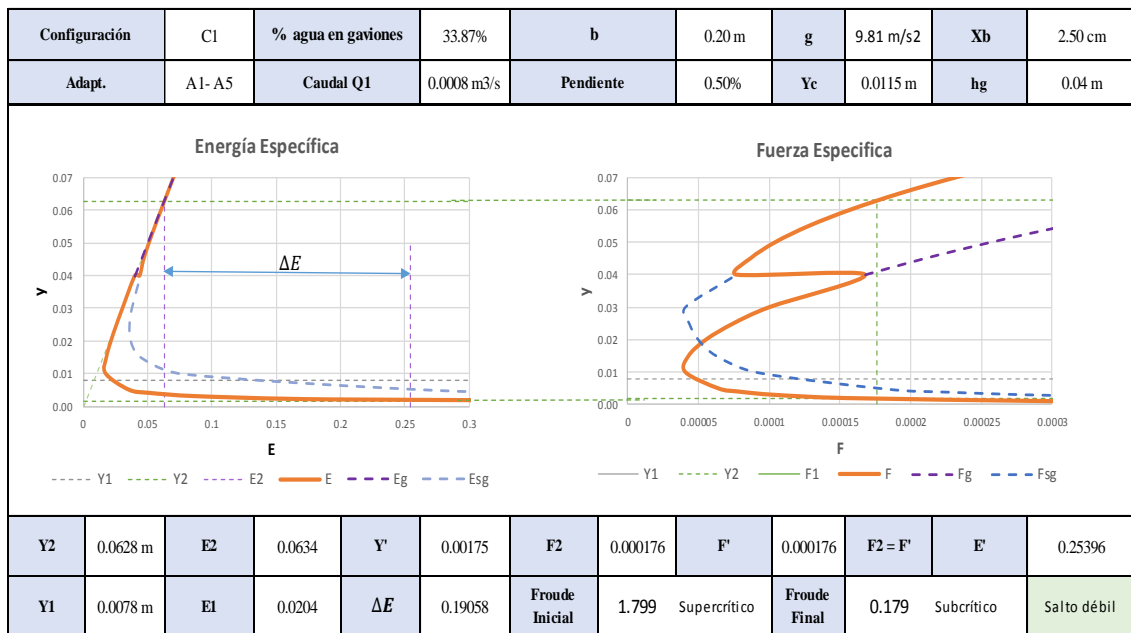 Configuración C1 % agua en gaviones 33.87% b 0.20 m g 9.81 m/s2 Xb 2.50 cm
Adapt. A1- A5 Caudal Q1 0.0008 m3/s Pendiente 0.50% Yc 0.0115 m hg 0.04 m
Energía Específica
0.07
0.06
0.05
0.04
0.03
0.02
0.01
0.00
y
ΔE
0 0.05 0.1 0.15 0.2 0.25 0.3
E
Y1 Y2 E2 E Eg Esg
Fuerza Especifica
0.07
0.06
0.05
0.04
0.03
0.02
0.01
0.00
y
0 0.00005 0.0001 0.00015 0.0002 0.00025 0.0003
F
Y1 Y2 F1 F Fg Fsg
Y2 0.0628 m E2 0.0634 Y' 0.00175 F2 0.000176 F' 0.000176 F2 = F' E' 0.25396
Y1 0.0078 m E1 0.0204 ΔE 0.19058 Froude Inicial 1.799 Supercrítico Froude Final 0.179 Subcrítico Salto débil